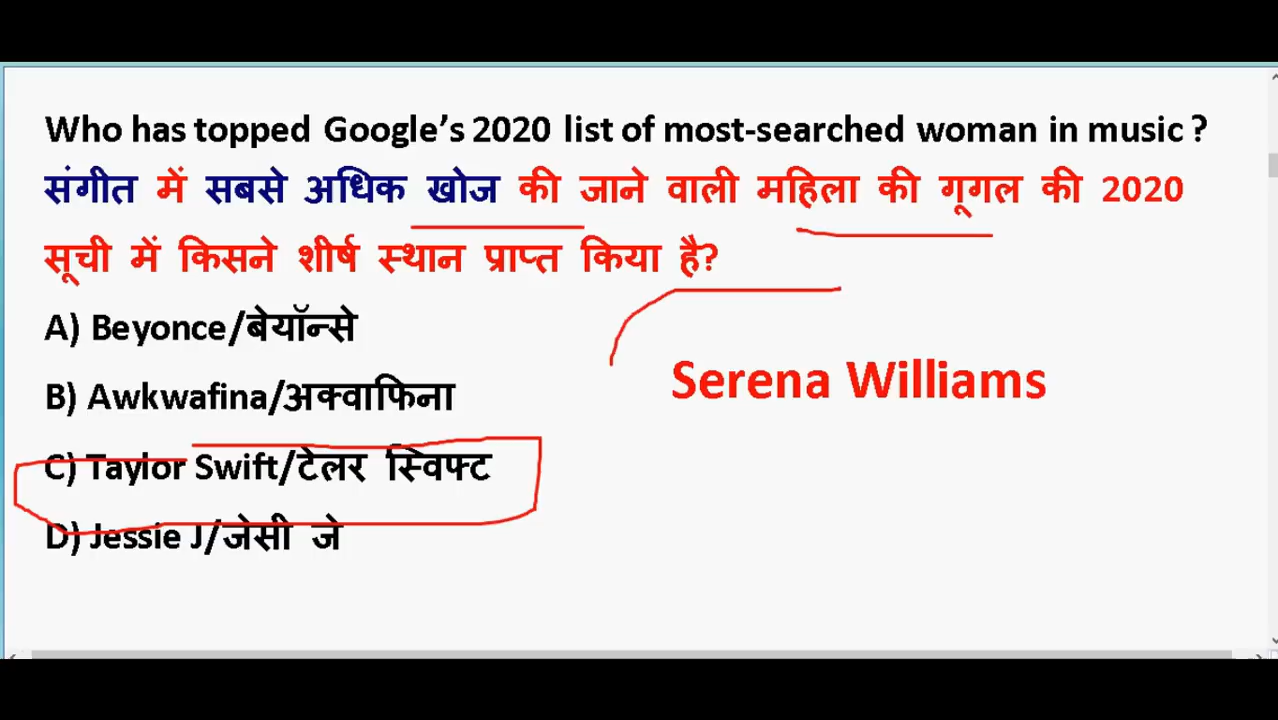 Who has topped Google’s 2020 list of most-searched woman in music ?
संगीत में सबसे अधिक खोज की जाने वाली महिला की गूगल की 2020
सूची में किसने शीर्ष स्थान प्राप्त किया है?
A) Beyonce/बेयॉन्से
B) Awkwafina/अक्वाफिना
Serena Williams
C) Taylor Swift/टेलर स्विफ्ट
D) Jessie J/जेसी जे